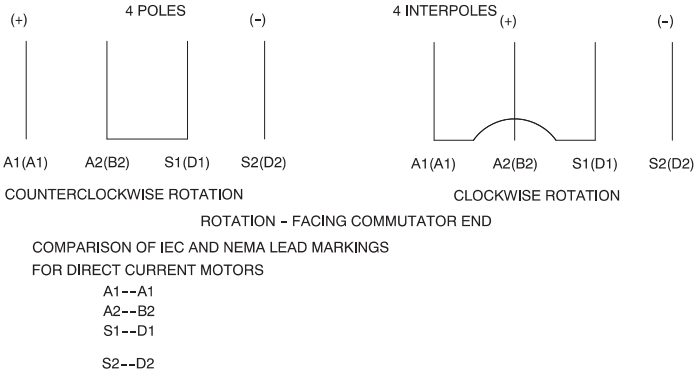 4 POLES 4 INTERPOLES
(+) (-) (+) (-)
A1(A1) A2(B2) S1(D1) S2(D2) A1(A1) A2(B2) S1(D1) S2(D2)
COUNTERCLOCKWISE ROTATION CLOCKWISE ROTATION
ROTATION - FACING COMMUTATOR END
COMPARISON OF IEC AND NEMA LEAD MARKINGS
FOR DIRECT CURRENT MOTORS
A1--A1
A2--B2
S1--D1
S2--D2